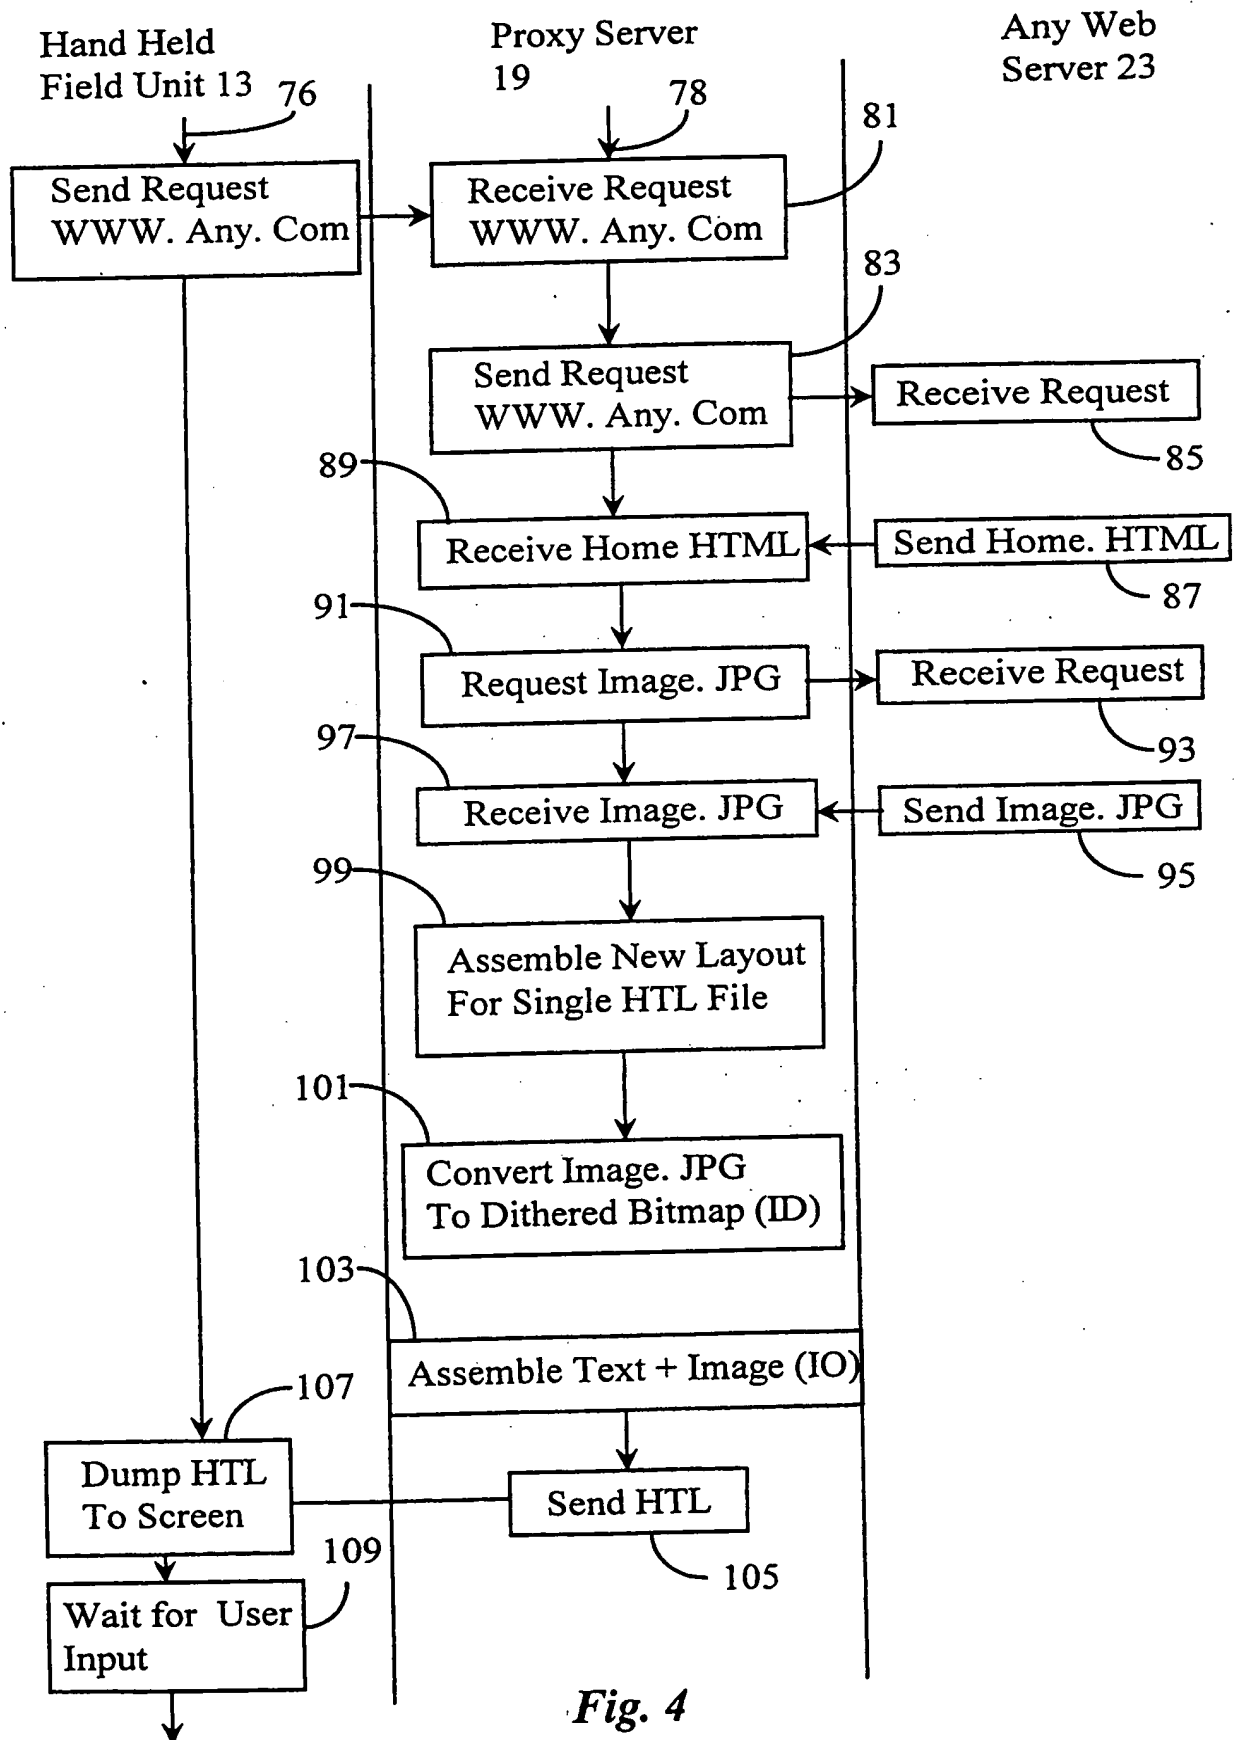 Hand Held
Field Unit 13
Proxy Server
19
Any Web
Server 23
76
78
81
Send Request
WWW. Any. Com
Receive Request
WWW. Any. Com
83
Send Request
WWW. Any. Com
Receive Request
85
89
Receive Home HTML
Send Home. HTML
87
91
Request Image. JPG
Receive Request
93
97
Receive Image. JPG
Send Image. JPG
95
99
Assemble New Layout
For Single HTL File
101
Convert Image. JPG
To Dithered Bitmap (ID)
103
Assemble Text + Image (IO)
107
Dump HTL
To Screen
Send HTL
105
109
Wait for User
Input
Fig. 4